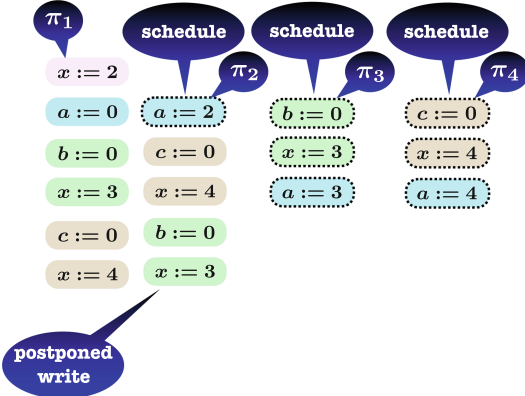 π1
schedule
schedule
schedule
π2
π3
π4
x := 2
a := 0
b := 0
x := 3
c := 0
x := 4
a := 2
c := 0
x := 4
b := 0
x := 3
b := 0
x := 3
a := 3
c := 0
x := 4
a := 4
postponed
write